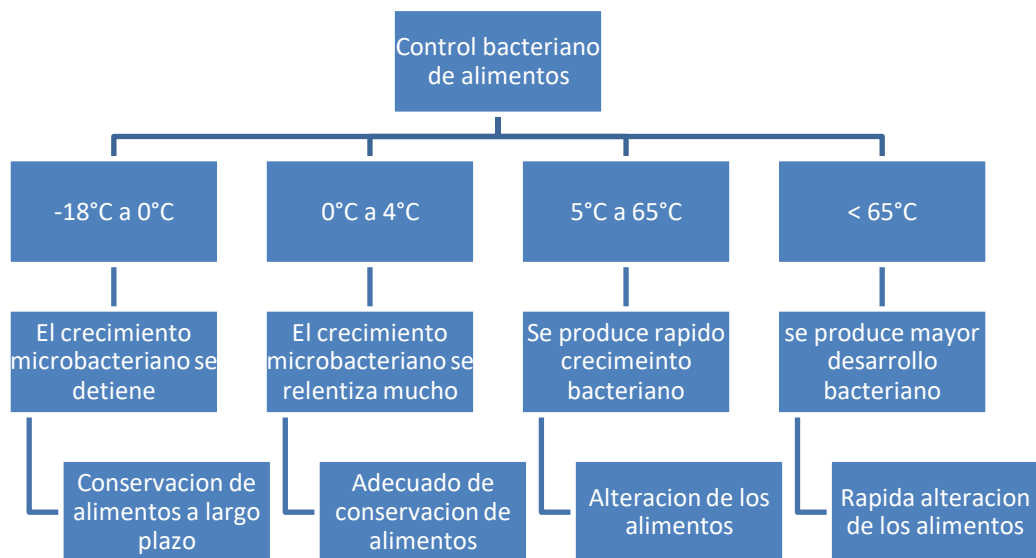 Control bacteriano
de alimentos
-18°C a 0°C
0°C a 4°C
5°C a 65°C
< 65°C
El crecimiento
microbacteriano se
detiene
El crecimiento
microbacteriano se
relentiza mucho
Se produce rapido
crecimeinto
bacteriano
se produce mayor
desarrollo
bacteriano
Conservacion de
alimentos a largo
plazo
Adecuado de
conservacion de
alimentos
Alteracion de los
alimentos
Rapida alteracion
de los alimentos